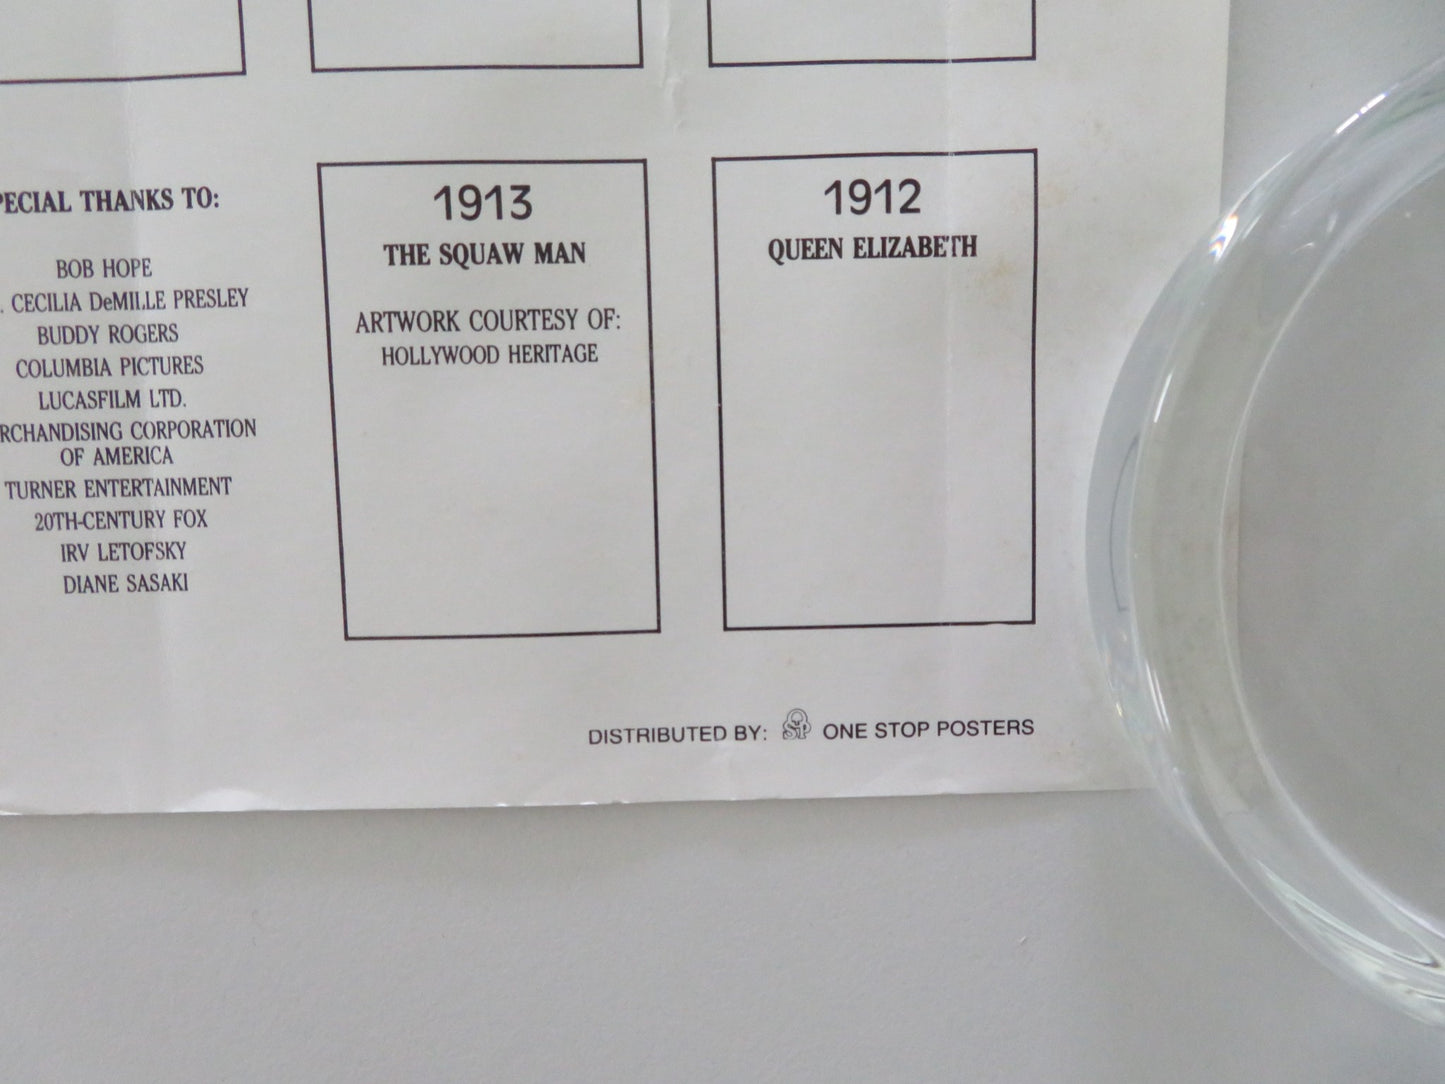 SPECIAL THANKS TO:
BOB HOPE
. CECILIA DeMILLE PRESLEY
BUDDY ROGERS
COLUMBIA PICTURES
LUCASFILM LTD.
RCHANDISING CORPORATION
OF AMERICA
TURNER ENTERTAINMENT
20TH-CENTURY FOX
IRV LETOFSKY
DIANE SASAKI
1913
THE SQUAW MAN
ARTWORK COURTESY OF:
HOLLYWOOD HERITAGE
1912
QUEEN ELIZABETH
DISTRIBUTED BY: OSP ONE STOP POSTERS